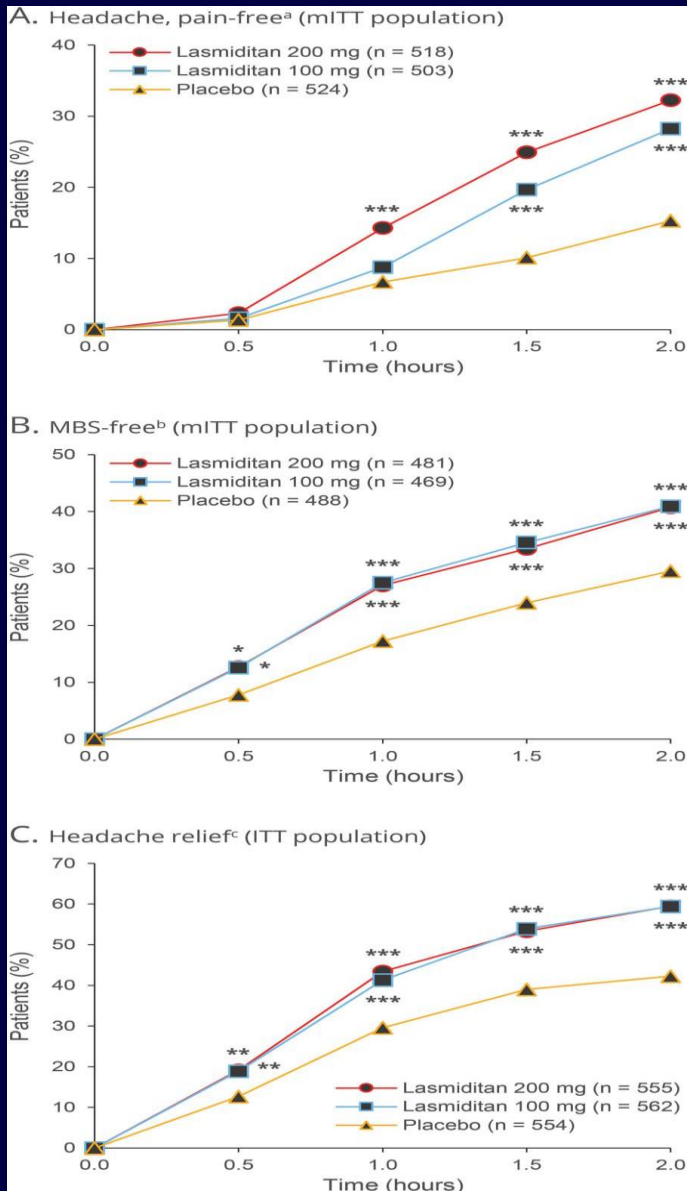 A. Headache, pain-freeᵃ (mITT population)
40
Lasmiditan 200 mg (n = 518)
Lasmiditan 100 mg (n = 503)
Placebo (n = 524)
***
30
***
***
***
20
***
10
0
Patients (%)
0.0 0.5 1.0 1.5 2.0
Time (hours)
B. MBS-freeᵇ (mITT population)
50
Lasmiditan 200 mg (n = 481)
Lasmiditan 100 mg (n = 469)
Placebo (n = 488)
***
40
***
***
***
30
***
***
20
* *
10
0
Patients (%)
0.0 0.5 1.0 1.5 2.0
Time (hours)
C. Headache reliefᶜ (ITT population)
70
***
60
***
***
50
***
***
40
***
30
** **
20
10
0
Patients (%)
Lasmiditan 200 mg (n = 555)
Lasmiditan 100 mg (n = 562)
Placebo (n = 554)
0.0 0.5 1.0 1.5 2.0
Time (hours)